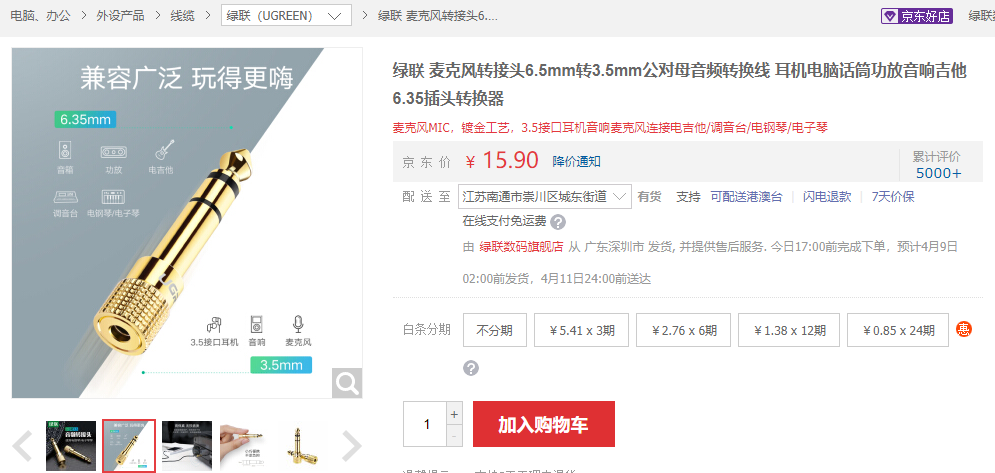 电脑、办公 > 外设产品 > 线缆 > 绿联（UGREEN） > 绿联 麦克风转接头6....
京东好店 绿联
兼容广泛 玩得更嗨
6.35mm
音箱 功放 电吉他
调音台 电钢琴/电子琴
3.5接口耳机 音响 麦克风
3.5mm
绿联 麦克风转接头6.5mm转3.5mm公对母音频转换线 耳机电脑话筒功放音响吉他
6.35插头转换器
麦克风MIC，镀金工艺，3.5接口耳机音响麦克风连接电吉他/调音台/电钢琴/电子琴
京 东 价 ￥ 15.90 降价通知
累计评价
5000+
配 送 至 江苏南通市崇川区城东街道 有货 支持 可配送港澳台 闪电退款 7天价保
在线支付免运费 ?
由 绿联数码旗舰店 从 广东深圳市 发货, 并提供售后服务. 今日17:00前完成下单，预计4月9日
02:00前发货，4月11日24:00前送达
白条分期 不分期 ￥5.41 x 3期 ￥2.76 x 6期 ￥1.38 x 12期 ￥0.85 x 24期 惠
?
1 + - 加入购物车